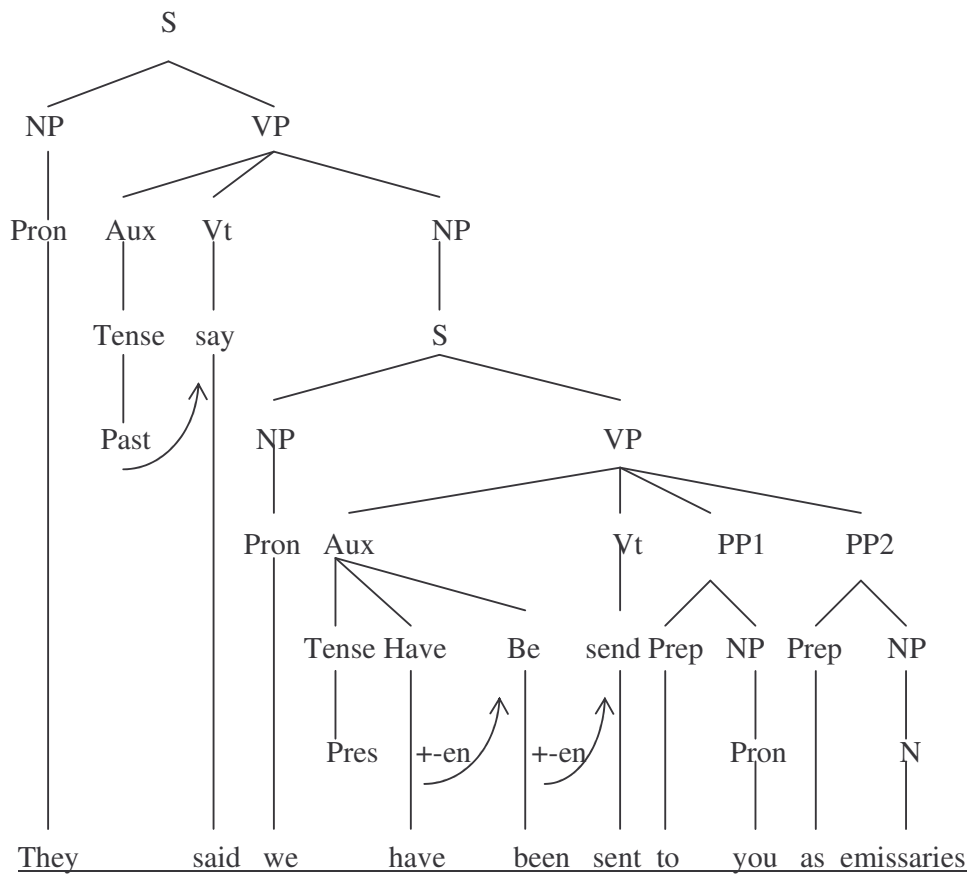 S
NP VP
Pron Aux Vt NP
Tense say S
Past NP VP
Pron Aux Vt PP1 PP2
Tense Have Be send Prep NP Prep NP
Pres +-en +-en Pron N
They said we have been sent to you as emissaries